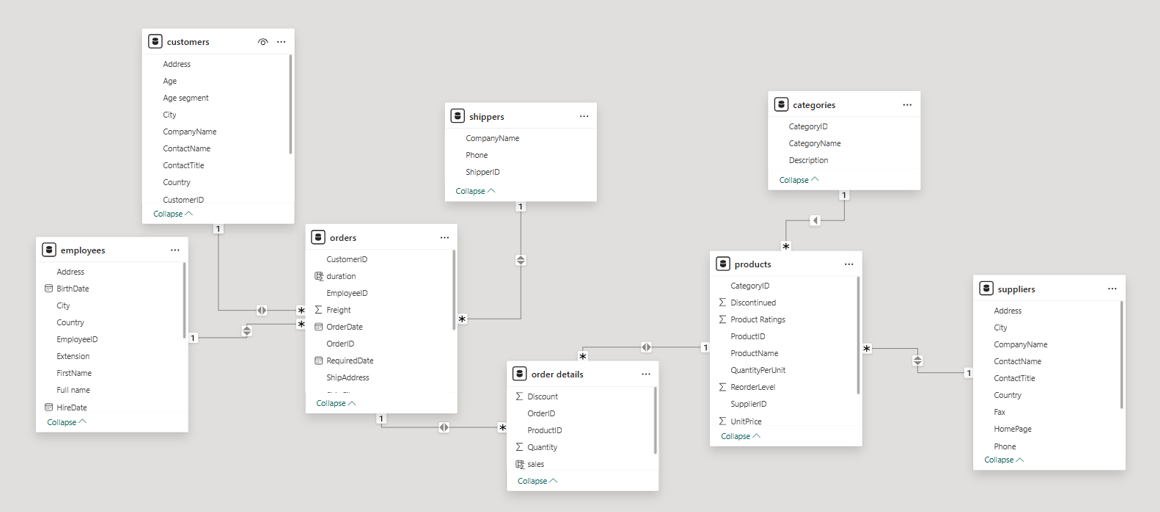 customers
Address
Age
Age segment
City
CompanyName
ContactName
ContactTitle
Country
CustomerID
Collapse
1
employees
Address
BirthDate
City
Country
EmployeeID
Extension
FirstName
Full name
HireDate
Collapse
1
orders
CustomerID
duration
EmployeeID
Freight
OrderDate
OrderID
RequiredDate
ShipAddress
Collapse
1
*
*
*
shippers
CompanyName
Phone
ShipperID
Collapse
1
order details
Discount
OrderID
ProductID
Quantity
sales
Collapse
*
*
categories
CategoryID
CategoryName
Description
Collapse
1
*
products
CategoryID
Discontinued
Product Ratings
ProductID
ProductName
QuantityPerUnit
ReorderLevel
SupplierID
UnitPrice
Collapse
1
*
suppliers
Address
City
CompanyName
ContactName
ContactTitle
Country
Fax
HomePage
Phone
Collapse
1